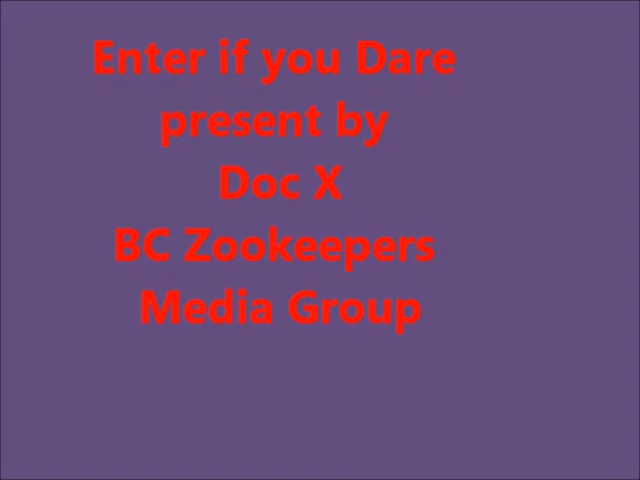 Enter if you Dare
present by
Doc X
BC Zookeepers
Media Group